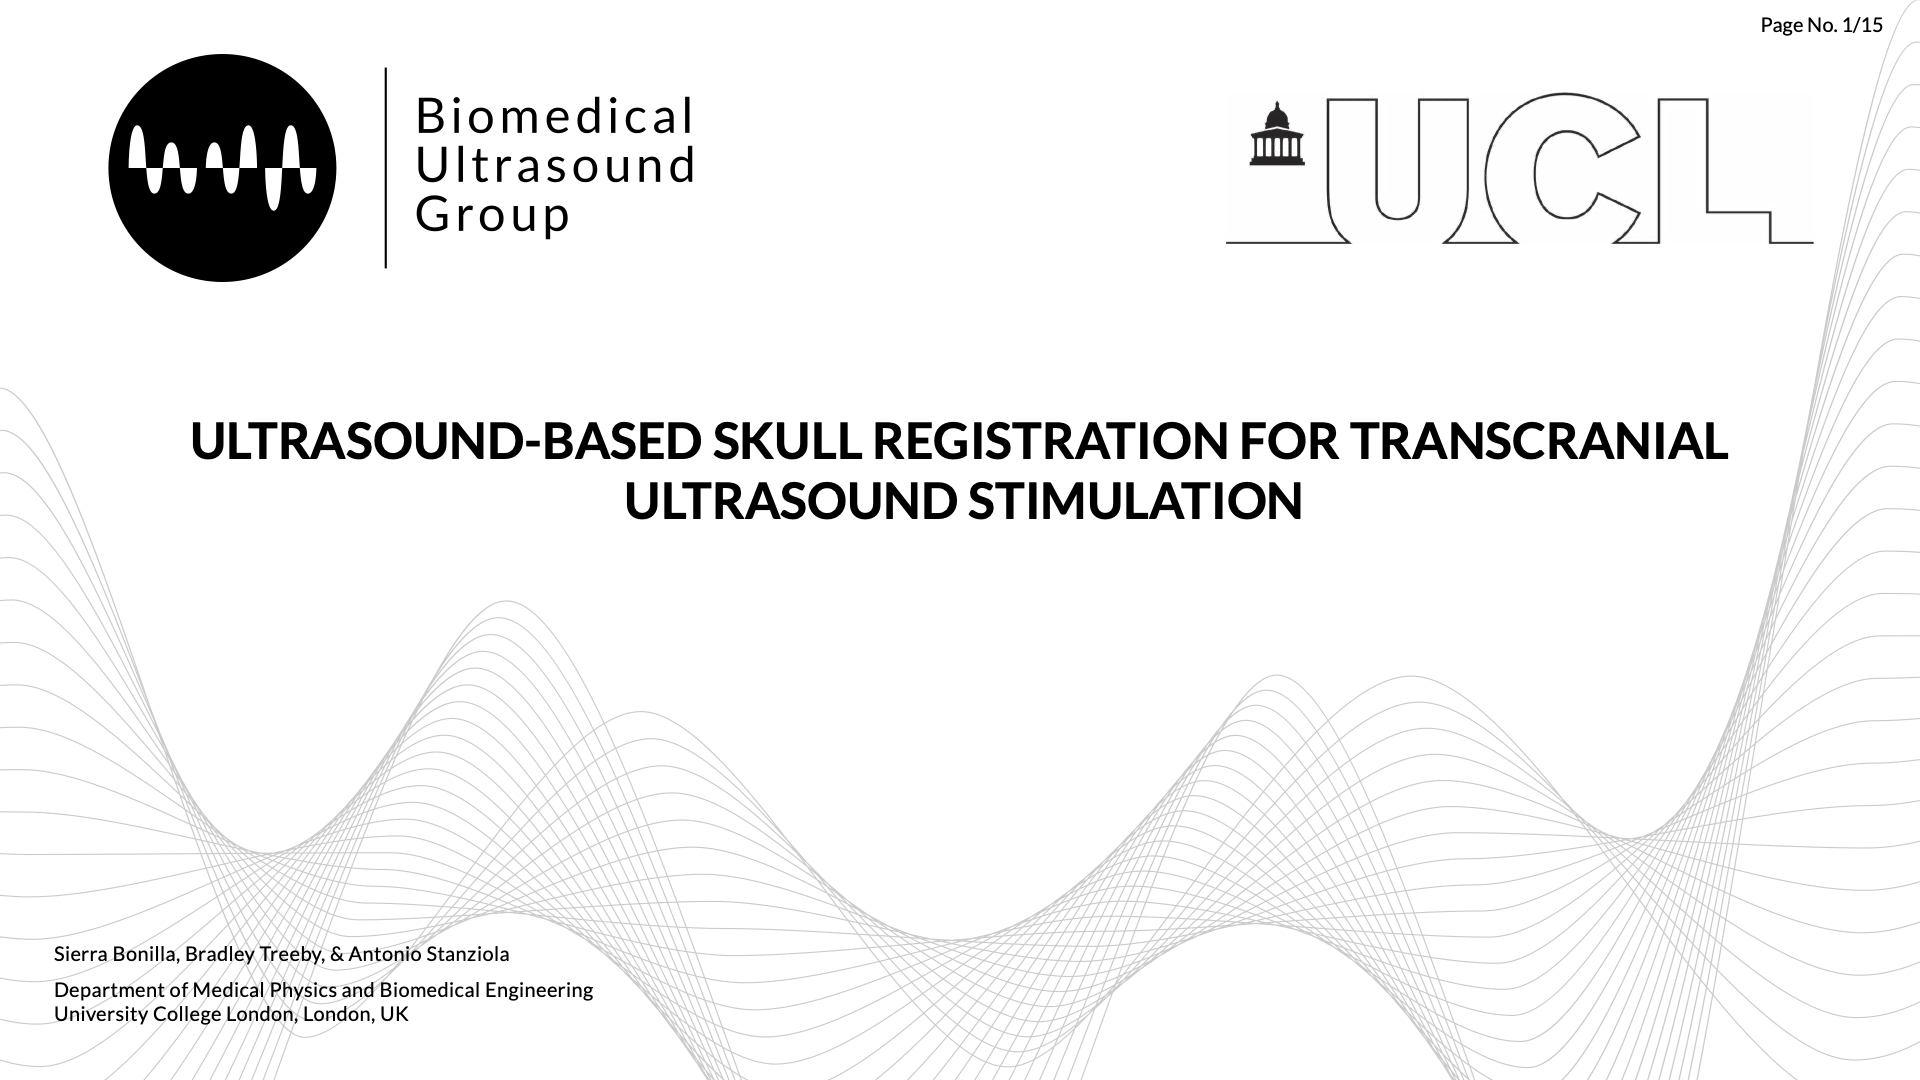 Page No. 1/15
Biomedical
Ultrasound
Group
UCL
ULTRASOUND-BASED SKULL REGISTRATION FOR TRANSCRANIAL
ULTRASOUND STIMULATION
Sierra Bonilla, Bradley Treeby, & Antonio Stanziola
Department of Medical Physics and Biomedical Engineering
University College London, London, UK